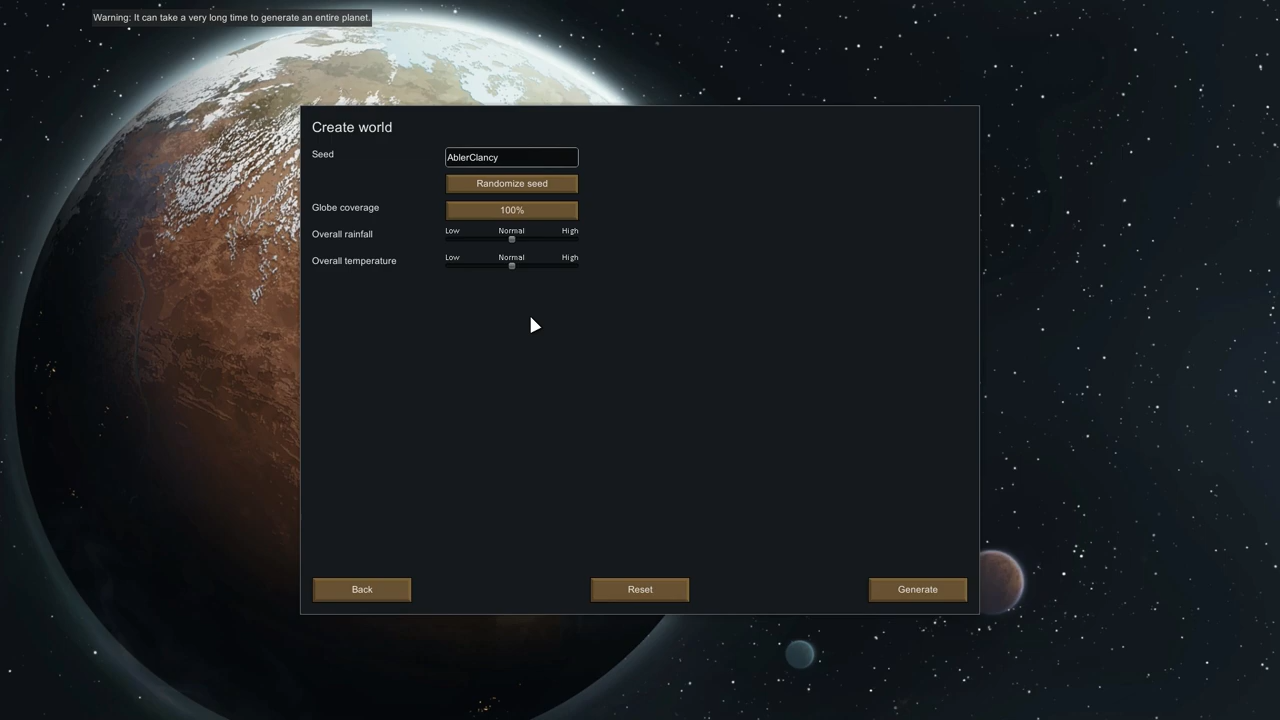 Warning: It can take a very long time to generate an entire planet.
Create world
Seed
AblerClancy
Randomize seed
Globe coverage
100%
Overall rainfall
Low Normal High
Overall temperature
Low Normal High
Back
Reset
Generate